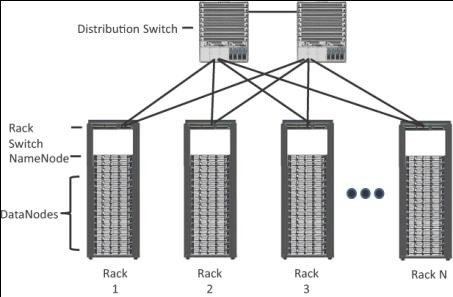 Distribution Switch
Rack
Switch
NameNode
DataNodes
Rack
1
Rack
2
Rack
3
Rack N